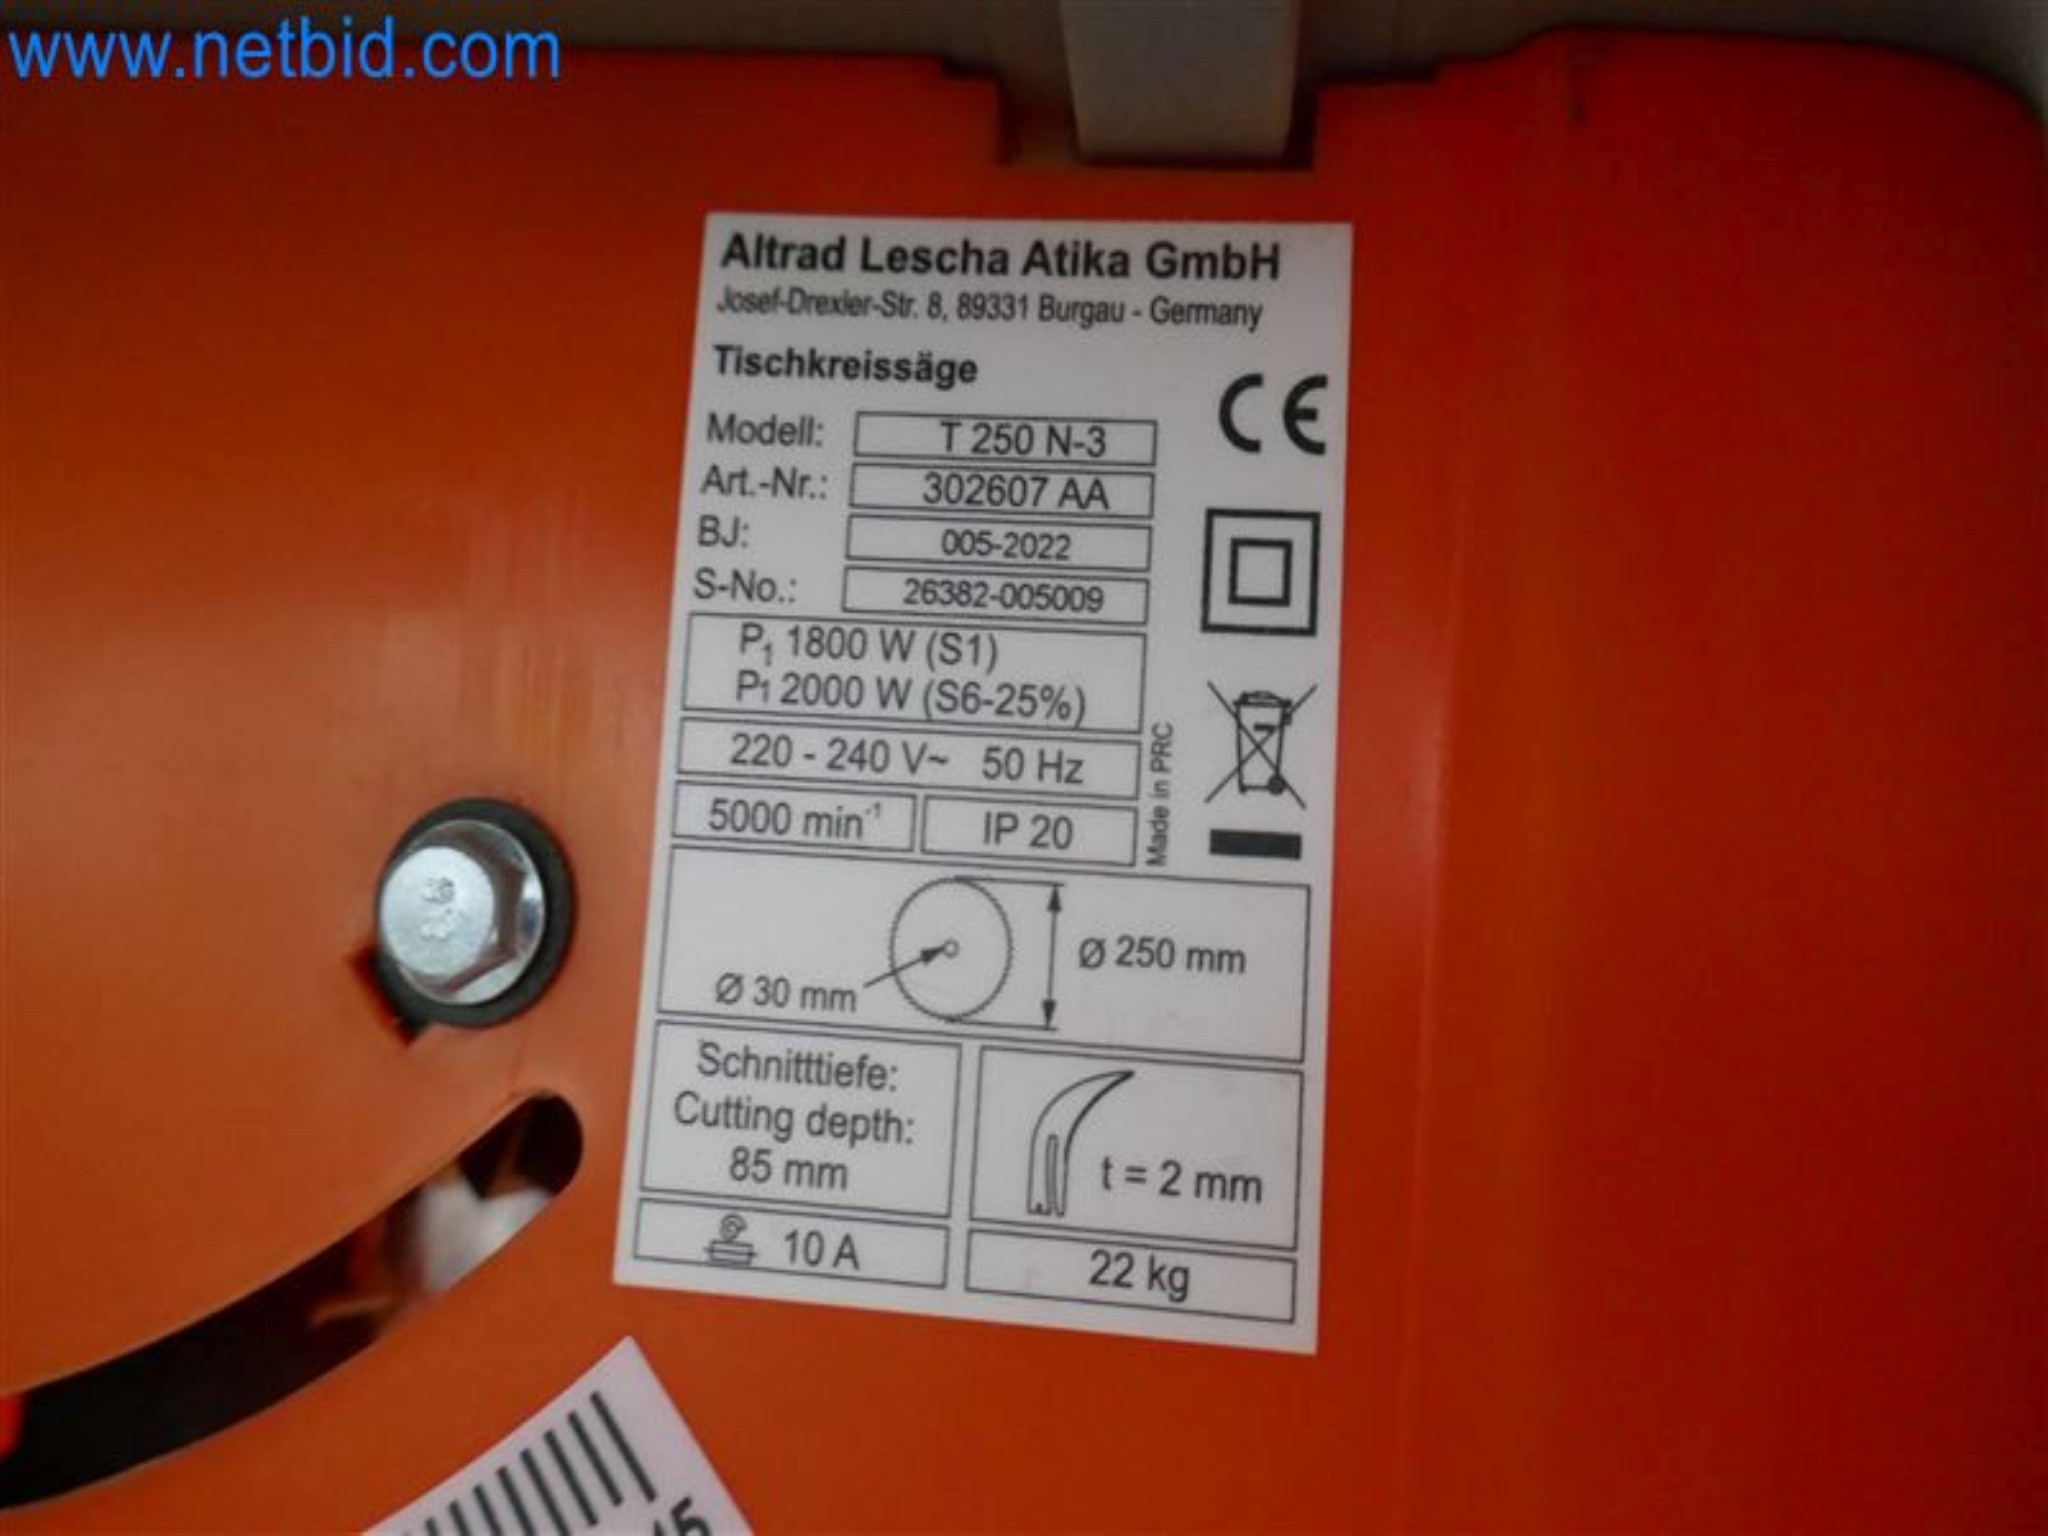 www.netbid.com
Altrad Lescha Atika GmbH
Josef-Drexler-Str. 8, 89331 Burgau - Germany
Tischkreissäge
Modell: T 250 N-3
Art.-Nr.: 302607 AA
BJ: 005-2022
S-No.: 26382-005009
CE
P1 1800 W (S1)
P1 2000 W (S6-25%)
220 - 240 V~ 50 Hz
5000 min-1 IP 20
Made in PRC
Ø 250 mm
Ø 30 mm
Schnitttiefe:
Cutting depth:
85 mm
t = 2 mm
10 A
22 kg